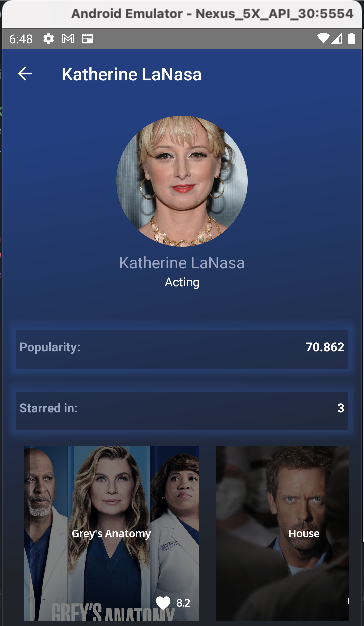 Android Emulator - Nexus_5X_API_30:5554
6:48
Katherine LaNasa
Katherine LaNasa
Acting
Popularity: 70.862
Starred in: 3
Grey's Anatomy
House
8.2
GREY'S ANATOMY